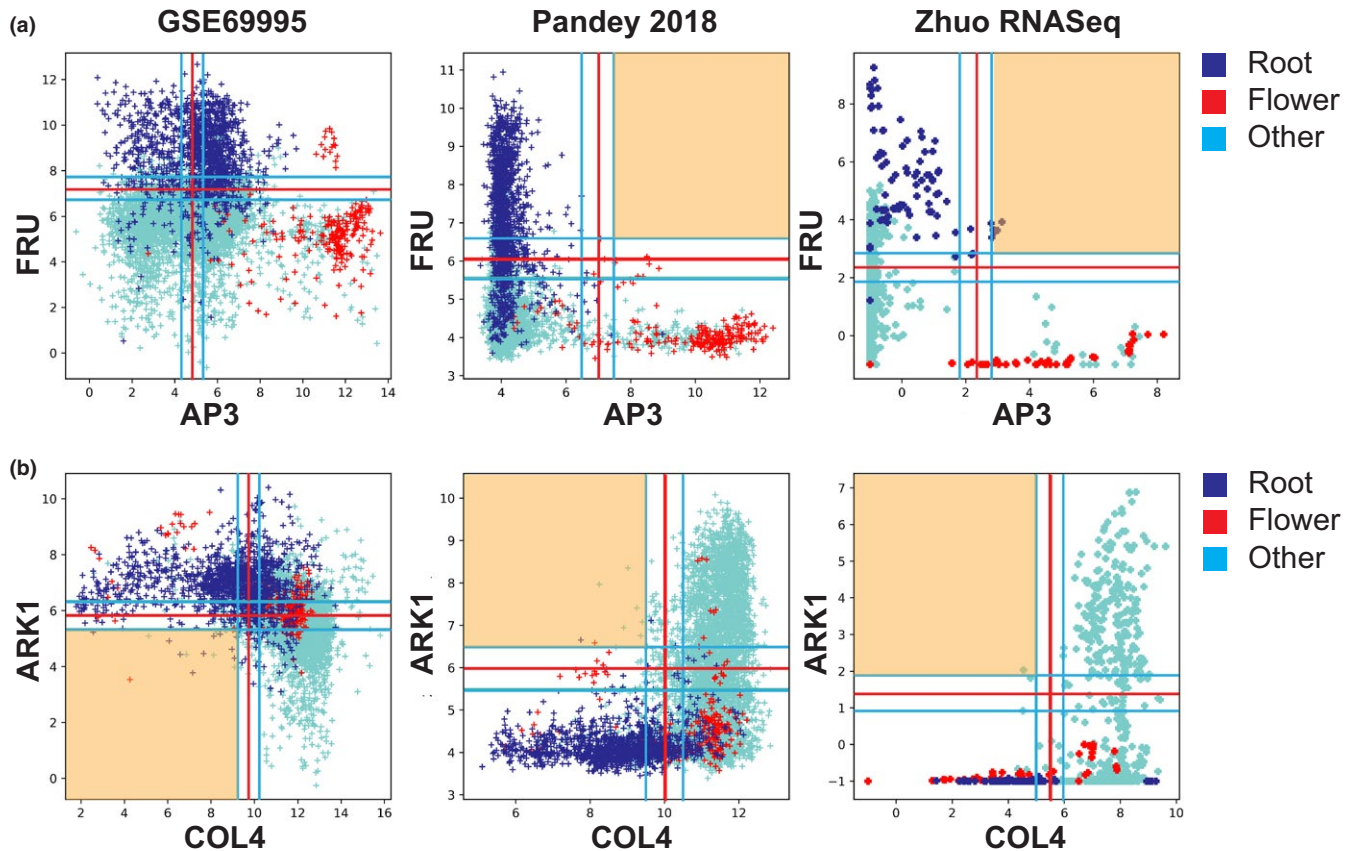 (a)
GSE69995
Pandey 2018
Zhuo RNASeq
12
10
8
6
4
2
0
FRU
0 2 4 6 8 10 12 14
AP3
11
10
9
8
7
6
5
4
3
FRU
4 6 8 10 12
AP3
8
6
4
2
0
FRU
0 2 4 6 8
AP3
Root
Flower
Other
(b)
10
8
6
4
2
0
ARK1
2 4 6 8 10 12 14 16
COL4
10
9
8
7
6
5
4
3
ARK1
6 8 10 12
COL4
7
6
5
4
3
2
1
0
−1
ARK1
0 2 4 6 8 10
COL4
Root
Flower
Other